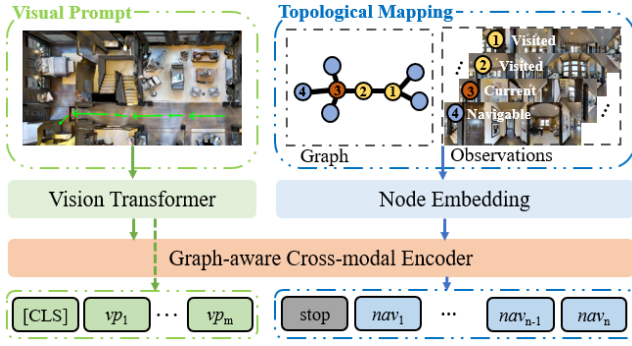 Visual Prompt
Topological Mapping
1 Visited
2 Visited
3 Current
4 Navigable
4 3 2 1
Graph
Observations
Vision Transformer
Node Embedding
Graph-aware Cross-modal Encoder
[CLS] vp1 ··· vpm
stop nav1 ··· navn-1 navn